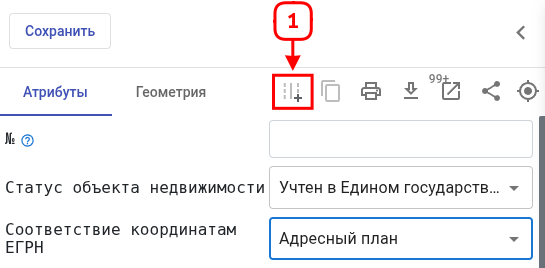 1
Сохранить
Атрибуты Геометрия 99+
№ ?
Статус объекта недвижимости Учтен в Едином государств...
Соответствие координатам Адресный план
ЕГРН